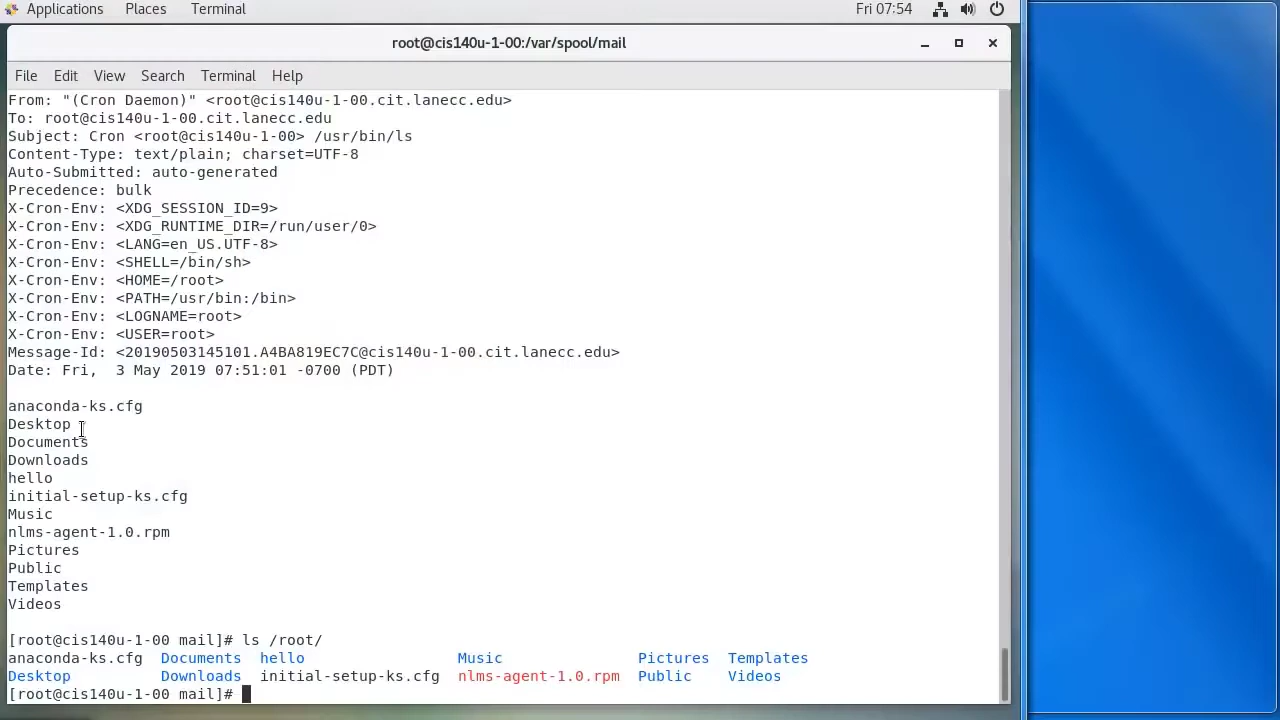 Applications Places Terminal Fri 07:54
root@cis140u-1-00:/var/spool/mail
File Edit View Search Terminal Help
From: "(Cron Daemon)" <root@cis140u-1-00.cit.lanecc.edu>
To: root@cis140u-1-00.cit.lanecc.edu
Subject: Cron <root@cis140u-1-00> /usr/bin/ls
Content-Type: text/plain; charset=UTF-8
Auto-Submitted: auto-generated
Precedence: bulk
X-Cron-Env: <XDG_SESSION_ID=9>
X-Cron-Env: <XDG_RUNTIME_DIR=/run/user/0>
X-Cron-Env: <LANG=en_US.UTF-8>
X-Cron-Env: <SHELL=/bin/sh>
X-Cron-Env: <HOME=/root>
X-Cron-Env: <PATH=/usr/bin:/bin>
X-Cron-Env: <LOGNAME=root>
X-Cron-Env: <USER=root>
Message-Id: <20190503145101.A4BA819EC7C@cis140u-1-00.cit.lanecc.edu>
Date: Fri,  3 May 2019 07:51:01 -0700 (PDT)
anaconda-ks.cfg
Desktop
Documents
Downloads
hello
initial-setup-ks.cfg
Music
nlms-agent-1.0.rpm
Pictures
Public
Templates
Videos
[root@cis140u-1-00 mail]# ls /root/
anaconda-ks.cfg Documents hello Music Pictures Templates
Desktop Downloads initial-setup-ks.cfg nlms-agent-1.0.rpm Public Videos
[root@cis140u-1-00 mail]#